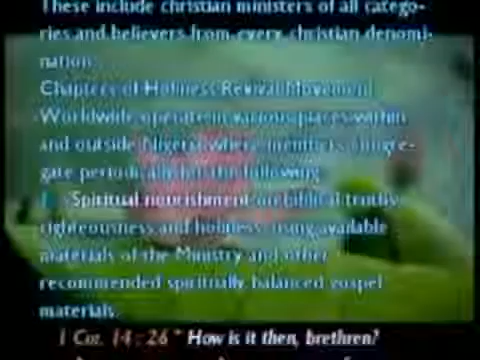 These include christian ministers of all catego-
ries and believers from every christian denomi-
nation.
Chapters of Holiness Revival Movement
Worldwide operate in various places within
and outside Nigeria where members congre-
gate periodically for the following
Spiritual nourishment on biblical truths,
righteousness and holiness using available
materials of the Ministry and other
recommended spiritually balanced gospel
materials.
1 Cor. 14:26 " How is it then, brethren?